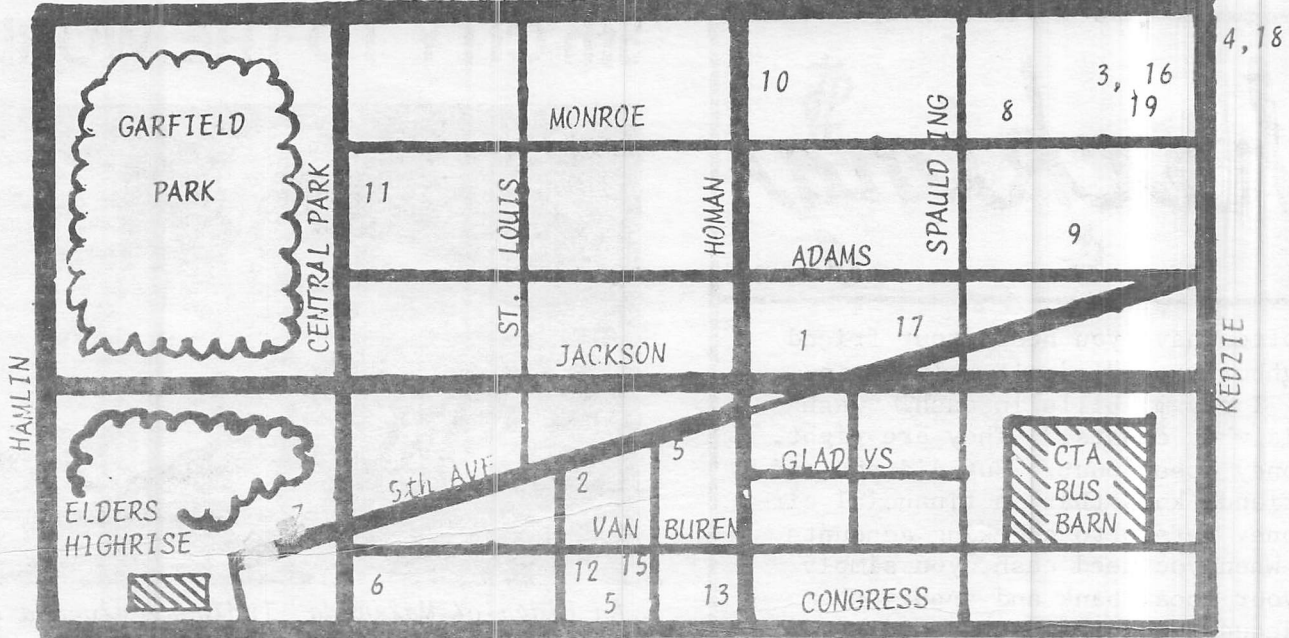 4,18
10
3, 16
19
8
GARFIELD
PARK
MONROE
11
CENTRAL PARK
ST. LOUIS
HOMAN
SPAULDING
9
ADAMS
1
17
JACKSON
HAMLIN
KEDZIE
5th AVE
2
5
GLADYS
CTA
BUS
BARN
7
ELDERS
HIGHRISE
VAN BUREN
6
12
15
5
13
CONGRESS